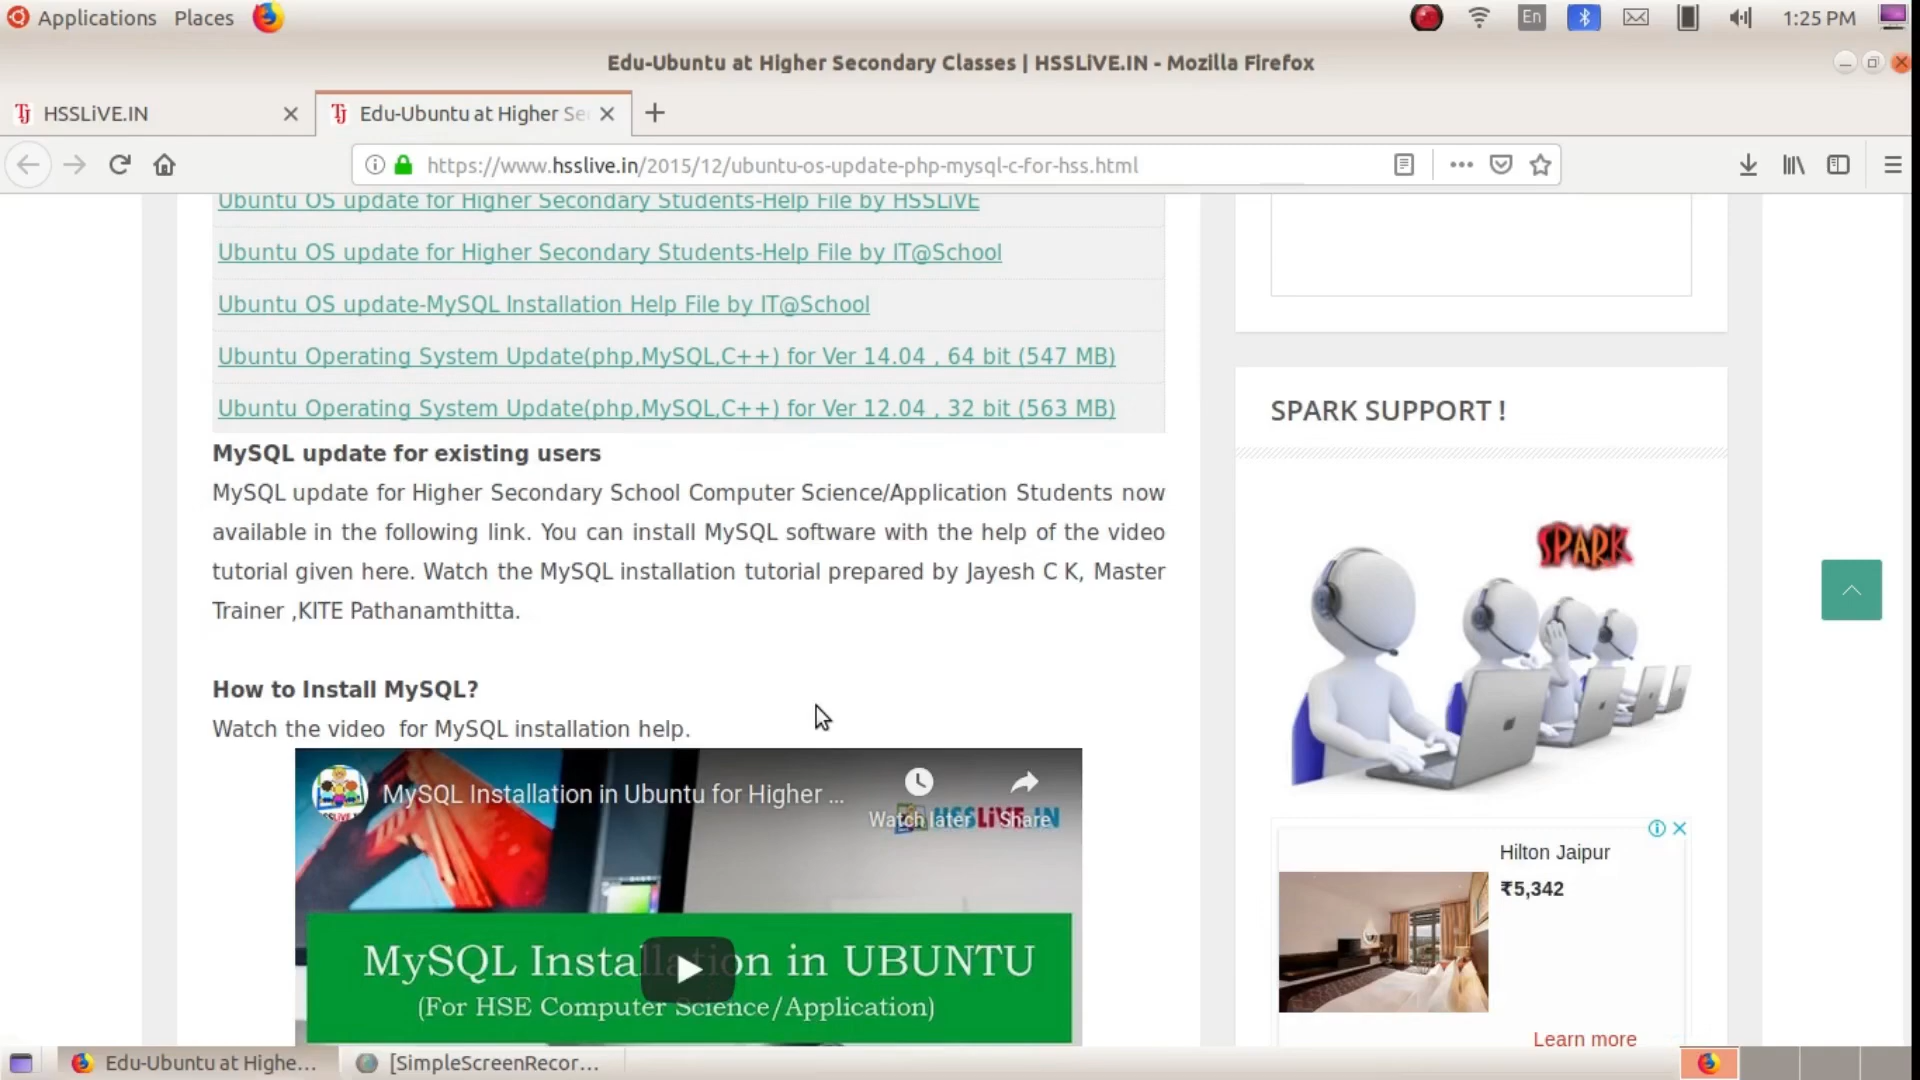 Applications Places
En
1:25 PM
Edu-Ubuntu at Higher Secondary Classes | HSSLiVE.IN - Mozilla Firefox
HSSLiVE.IN
Edu-Ubuntu at Higher Se
https://www.hsslive.in/2015/12/ubuntu-os-update-php-mysql-c-for-hss.html
Ubuntu OS update for Higher Secondary Students-Help File by HSSLiVE
Ubuntu OS update for Higher Secondary Students-Help File by IT@School
Ubuntu OS update-MySQL Installation Help File by IT@School
Ubuntu Operating System Update(php,MySQL,C++) for Ver 14.04 , 64 bit (547 MB)
Ubuntu Operating System Update(php,MySQL,C++) for Ver 12.04 , 32 bit (563 MB)
MySQL update for existing users
MySQL update for Higher Secondary School Computer Science/Application Students now
available in the following link. You can install MySQL software with the help of the video
tutorial given here. Watch the MySQL installation tutorial prepared by Jayesh C K, Master
Trainer ,KITE Pathanamthitta.
How to Install MySQL?
Watch the video for MySQL installation help.
MySQL Installation in Ubuntu for Higher ...
Watch later
Share
HSSLiVE.IN
MySQL Installation in UBUNTU
(For HSE Computer Science/Application)
SPARK SUPPORT !
SPARK
Hilton Jaipur
₹5,342
Learn more
Edu-Ubuntu at Highe...
[SimpleScreenRecor...